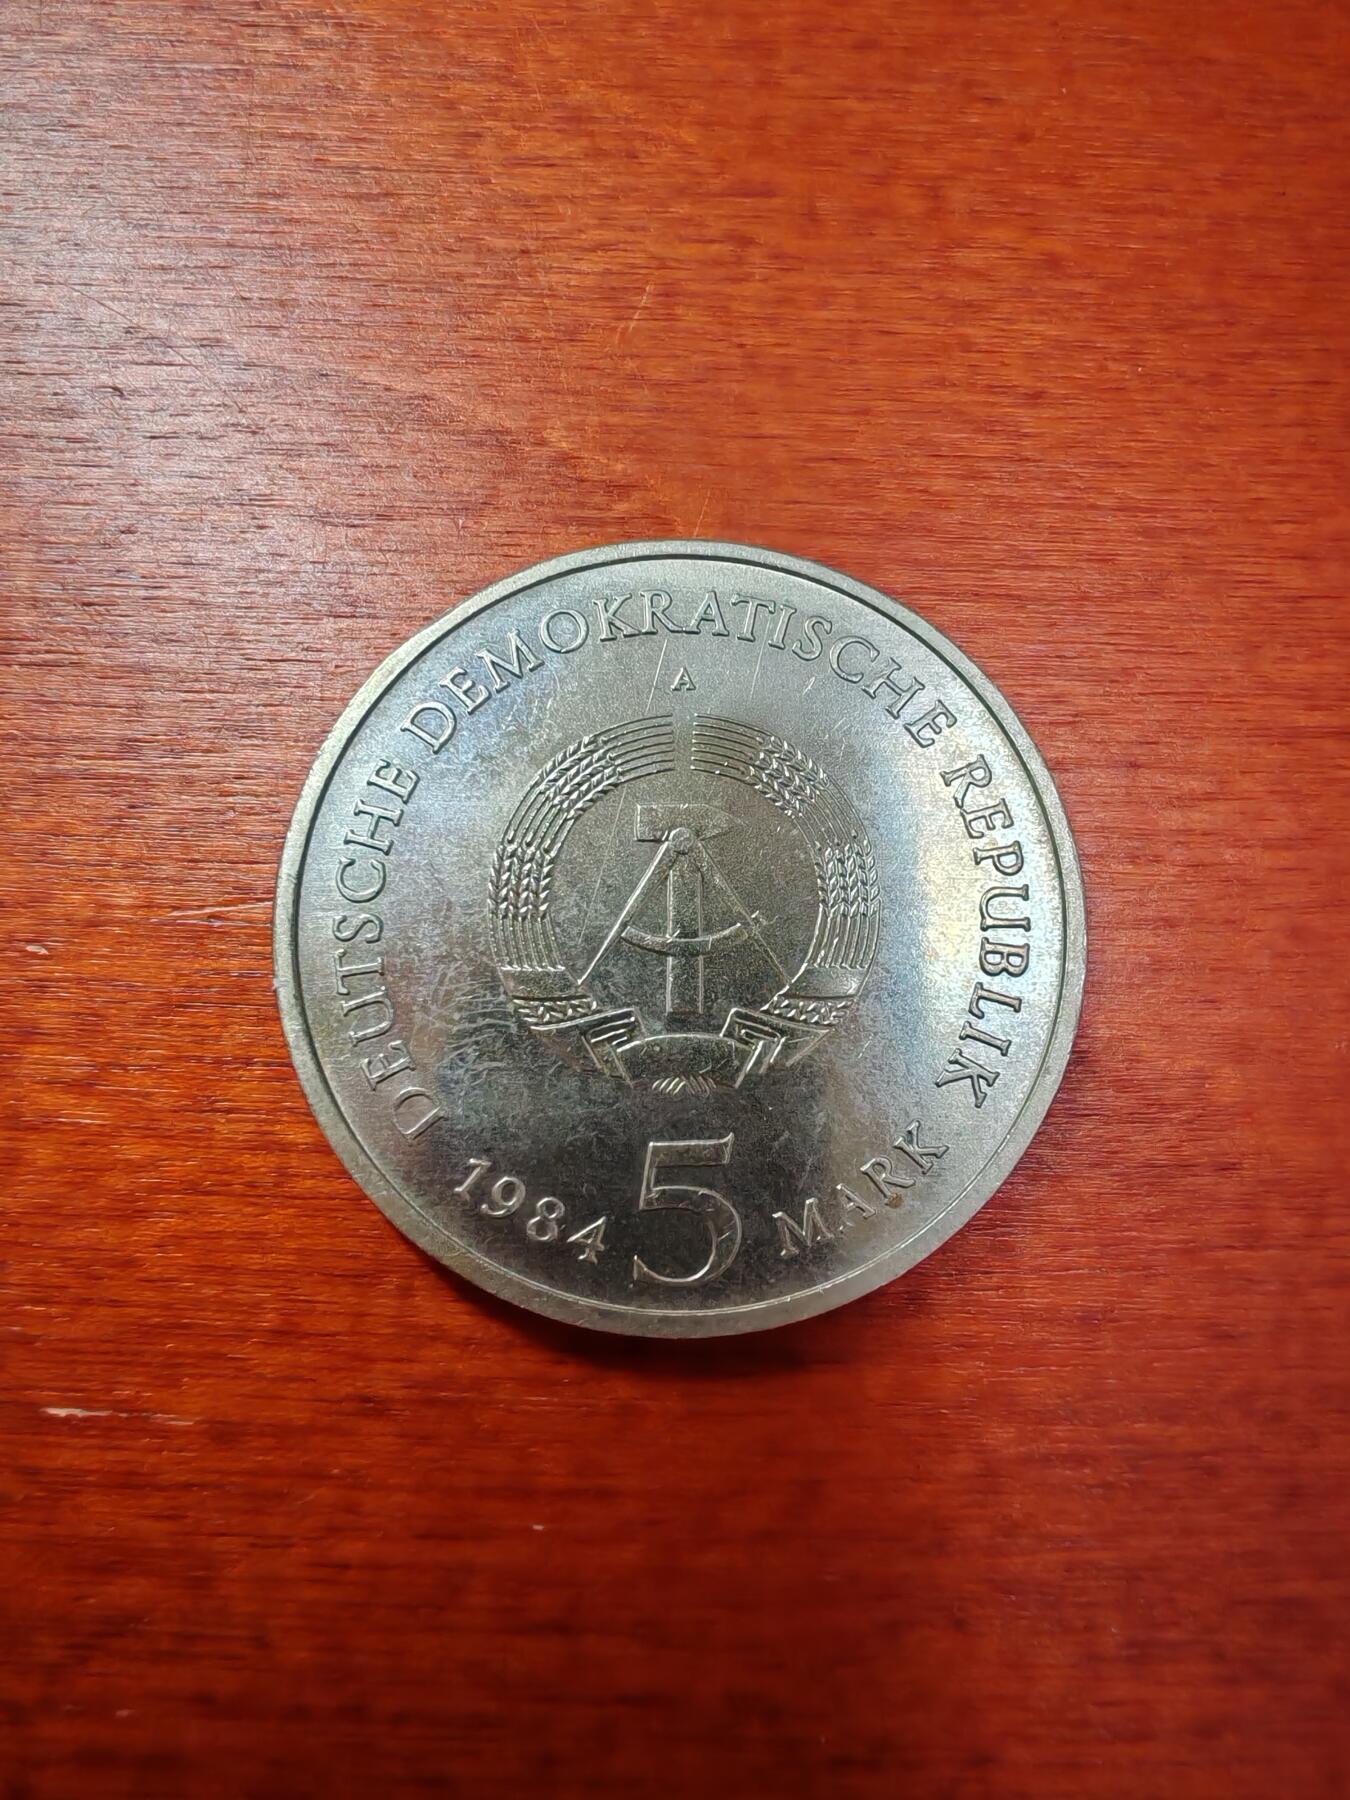 DEUTSCHE DEMOKRATISCHE REPUBLIK
A
1984 5 MARK